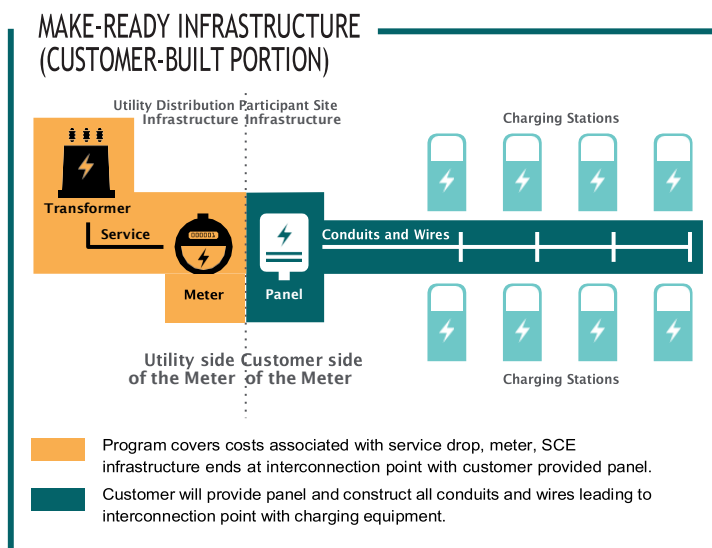 MAKE-READY INFRASTRUCTURE
(CUSTOMER-BUILT PORTION)
Utility Distribution Participant Site
Infrastructure Infrastructure
Charging Stations
Transformer
Service
000001
Conduits and Wires
Meter
Panel
Utility side Customer side
of the Meter of the Meter
Charging Stations
Program covers costs associated with service drop, meter, SCE
infrastructure ends at interconnection point with customer provided panel.
Customer will provide panel and construct all conduits and wires leading to
interconnection point with charging equipment.